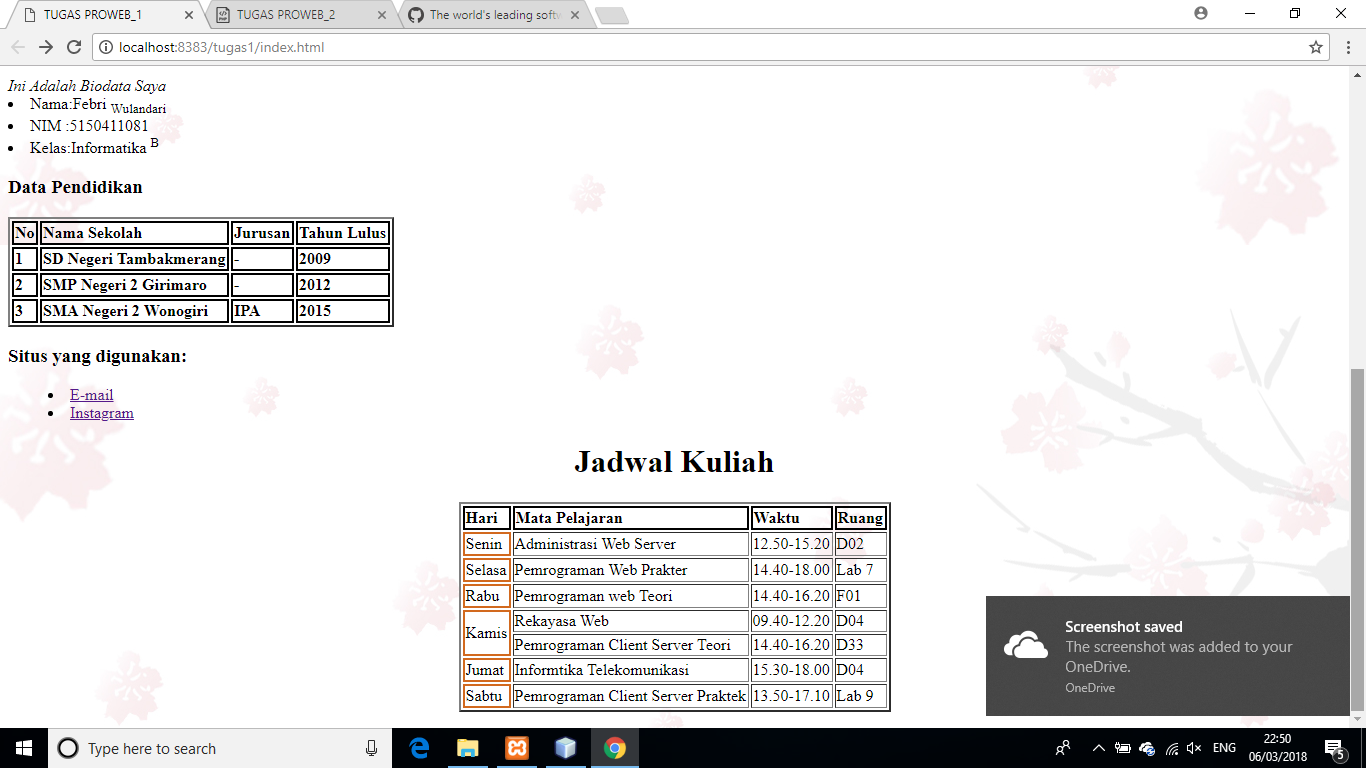 TUGAS PROWEB_1
TUGAS PROWEB_2
The world's leading softw
localhost:8383/tugas1/index.html
Ini Adalah Biodata Saya
Nama:Febri Wulandari
NIM :5150411081
Kelas:Informatika B
Data Pendidikan
No Nama Sekolah Jurusan Tahun Lulus
1 SD Negeri Tambakmerang - 2009
2 SMP Negeri 2 Girimaro - 2012
3 SMA Negeri 2 Wonogiri IPA 2015
Situs yang digunakan:
E-mail
Instagram
Jadwal Kuliah
Hari Mata Pelajaran Waktu Ruang
Senin Administrasi Web Server 12.50-15.20 D02
Selasa Pemrograman Web Prakter 14.40-18.00 Lab 7
Rabu Pemrograman web Teori 14.40-16.20 F01
Kamis Rekayasa Web 09.40-12.20 D04
Pemrograman Client Server Teori 14.40-16.20 D33
Jumat Informtika Telekomunikasi 15.30-18.00 D04
Sabtu Pemrograman Client Server Praktek 13.50-17.10 Lab 9
Screenshot saved
The screenshot was added to your
OneDrive.
OneDrive
Type here to search
ENG
22:50
06/03/2018
5